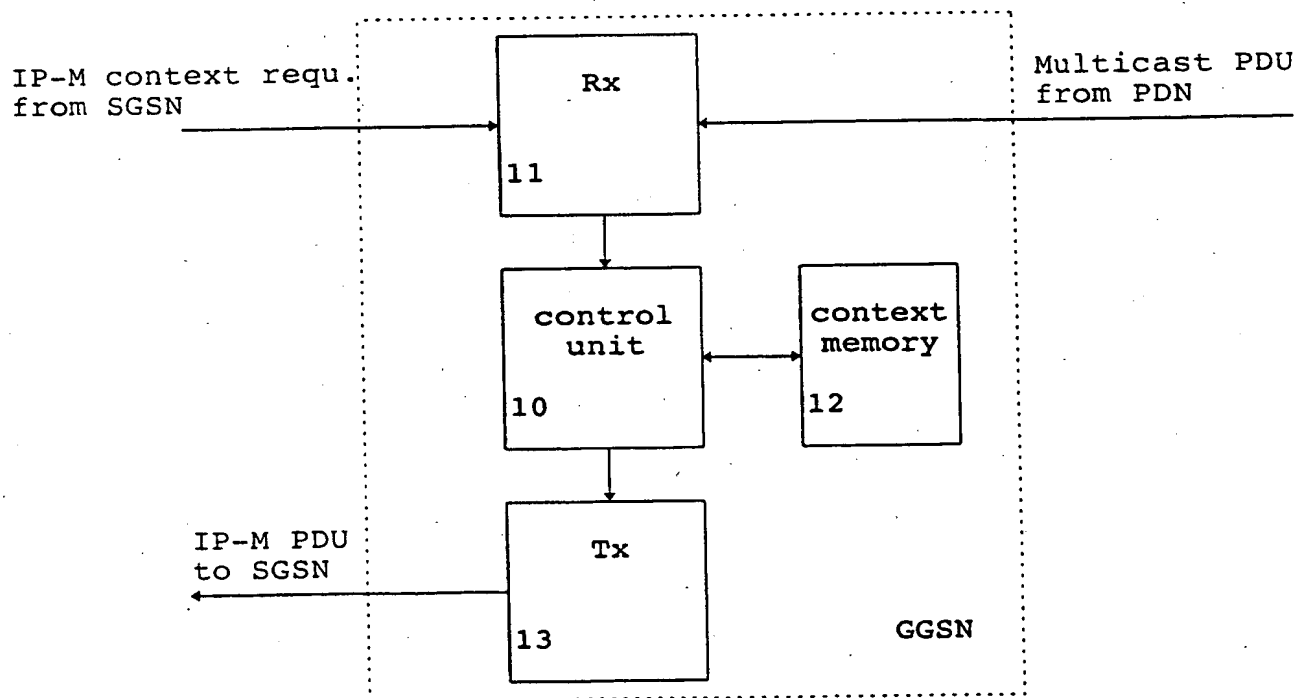 IP-M context requ.
from SGSN
Rx
11
Multicast PDU
from PDN
control
unit
10
context
memory
12
IP-M PDU
to SGSN
Tx
13
GGSN